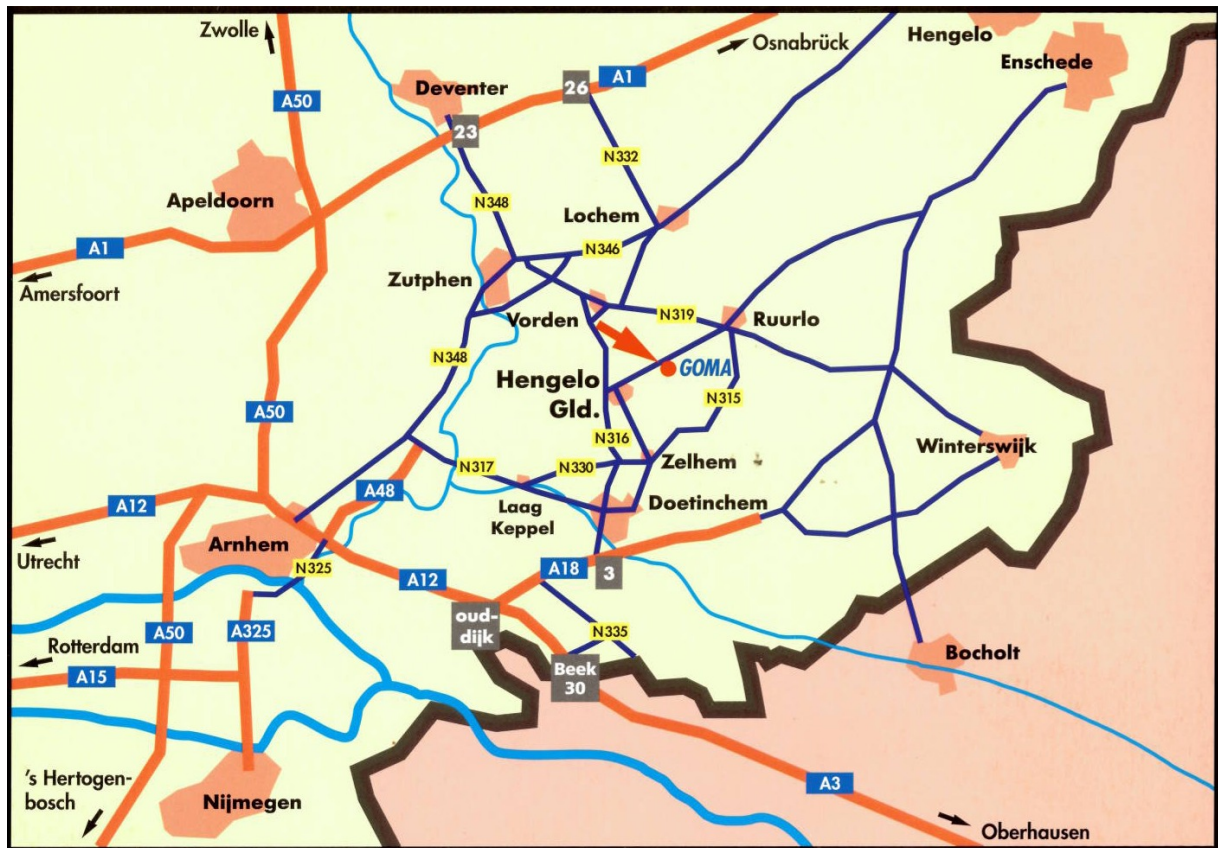 Zwolle
Osnabrück
Hengelo
Enschede
A1
26
Deventer
A50
23
N332
Apeldoorn
N348
Lochem
A1
N346
Amersfoort
Zutphen
Vorden
N319
Ruurlo
N348
GOMA
Hengelo
Gld.
N315
A50
N316
Winterswijk
N317
N330
Zelhem
A48
Laag
Keppel
Doetinchem
A12
Utrecht
Arnhem
N325
A12
A18
3
oud-
dijk
A50
A325
N335
Rotterdam
A15
Beek
30
Bocholt
's Hertogen-
bosch
Nijmegen
A3
Oberhausen